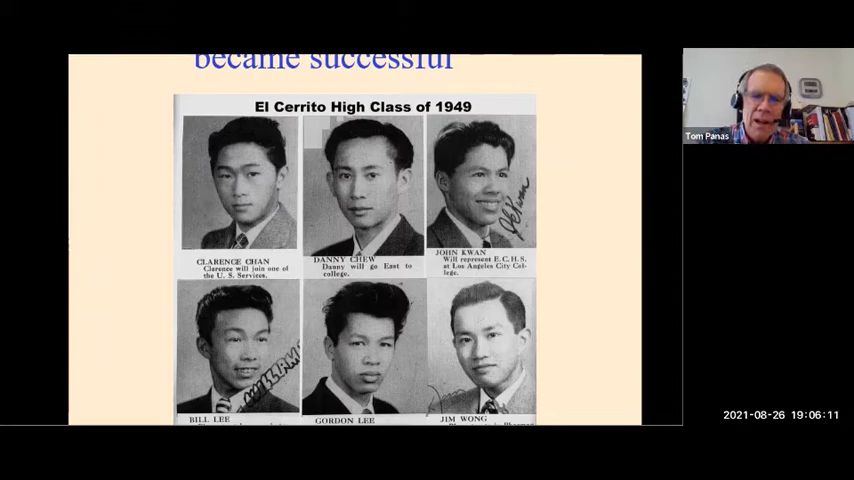 became successful
El Cerrito High Class of 1949
CLARENCE CHAN
Clarence will join one of
the U. S. Services.
DANNY CHEW
Danny will go East to
college.
JOHN KWAN
Will represent E.C.H.S.
at Los Angeles City Col-
lege.
WILLIAM
Jim
BILL LEE
GORDON LEE
JIM WONG
Tom Panas
2021-08-26 19:06:11